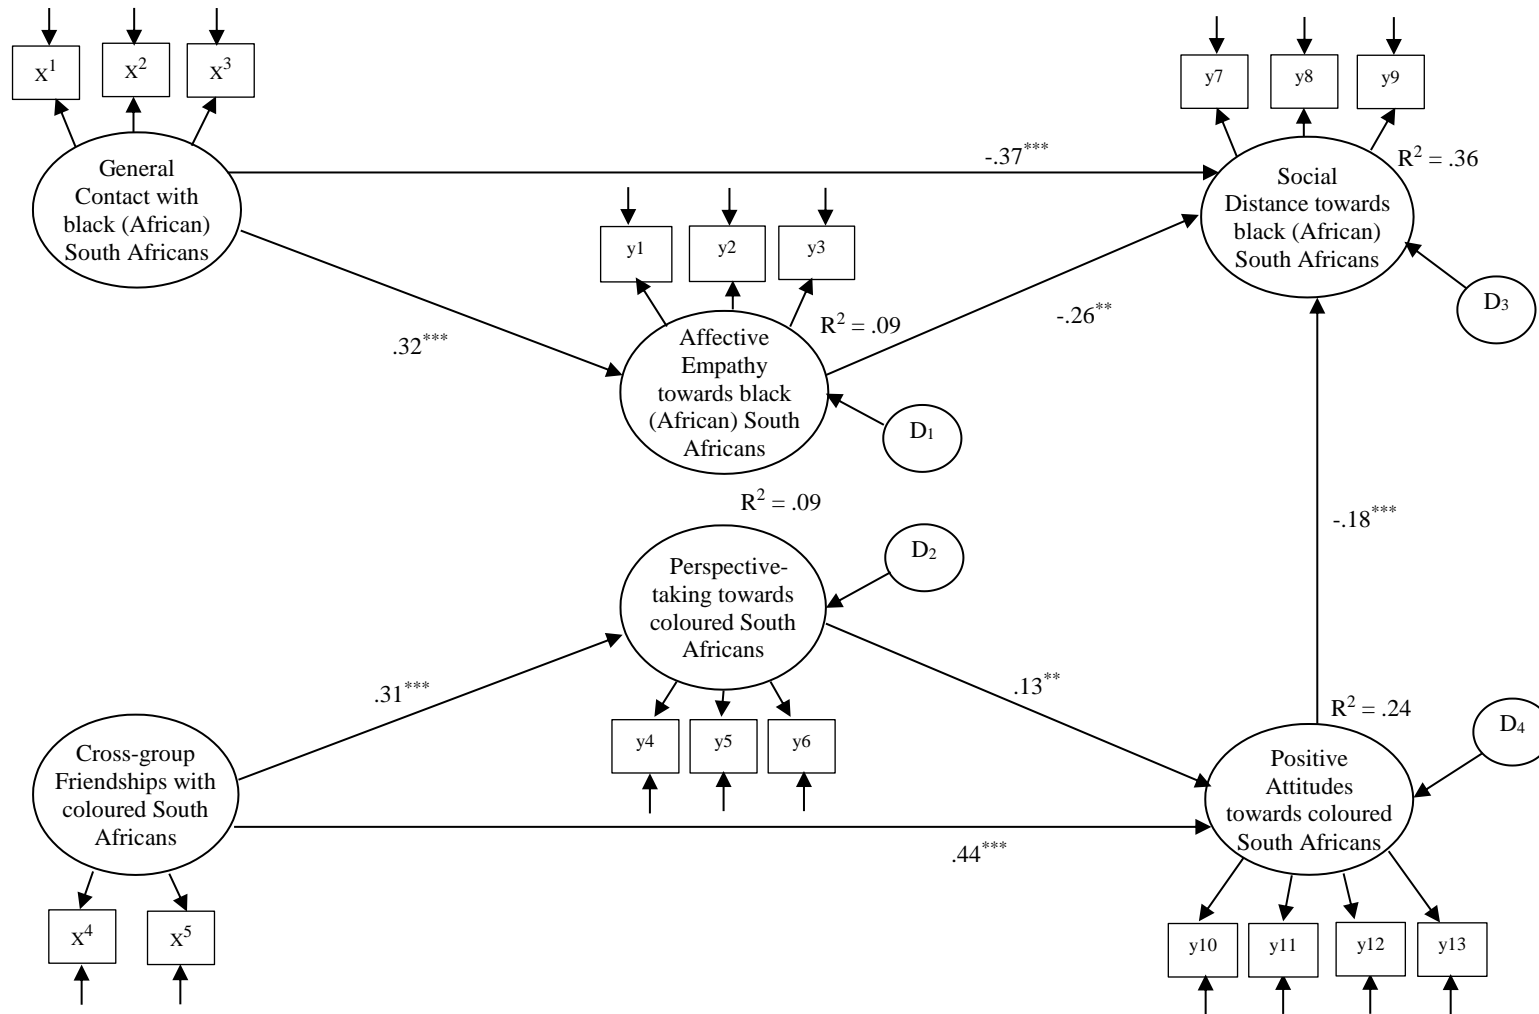 X¹
X²
X³
y7
y8
y9
General
Contact with
black (African)
South Africans
-.37***
Social
Distance towards
black (African)
South Africans
R² = .36
y1
y2
y3
D₃
.32***
R² = .09
-.26**
Affective
Empathy
towards black
(African) South
Africans
D₁
R² = .09
D₂
-.18***
Perspective-
taking towards
coloured South
Africans
.31***
.13**
R² = .24
D₄
y4
y5
y6
Cross-group
Friendships with
coloured South
Africans
Positive
Attitudes
towards coloured
South Africans
.44***
X⁴
X⁵
y10
y11
y12
y13